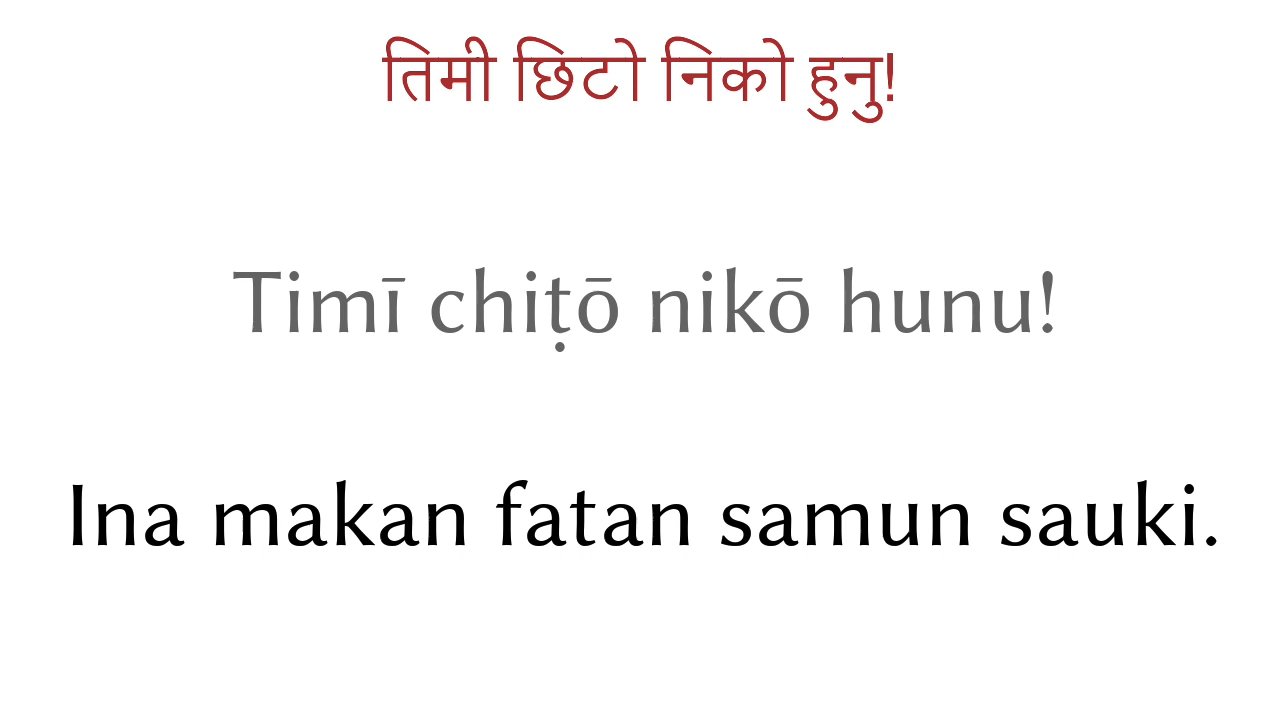 तिमी छिटो निको हुनु!
Timī chiṭō nikō hunu!
Ina makan fatan samun sauki.